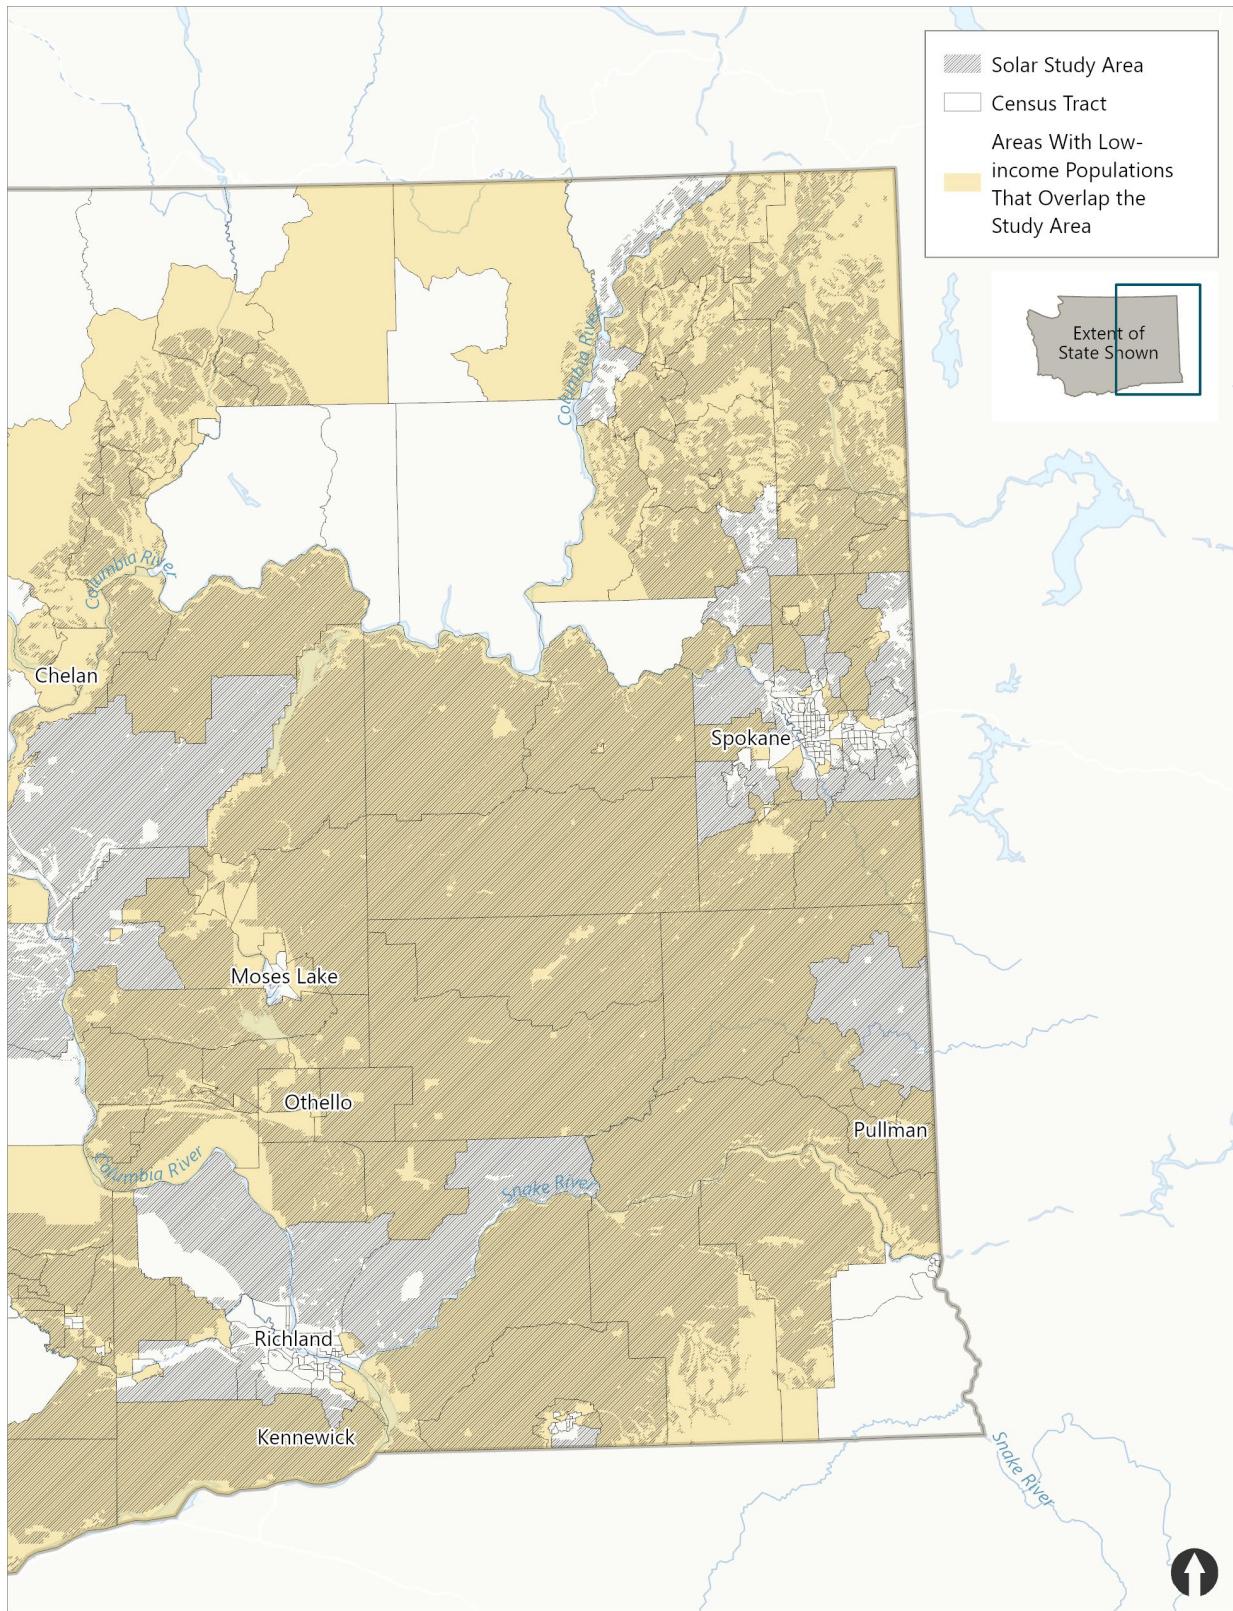 Solar Study Area
Census Tract
Areas With Low-
income Populations
That Overlap the
Study Area
Extent of
State Shown
Columbia River
Columbia River
Chelan
Spokane
Moses Lake
Othello
Pullman
Columbia River
Snake River
Richland
Kennewick
Snake River